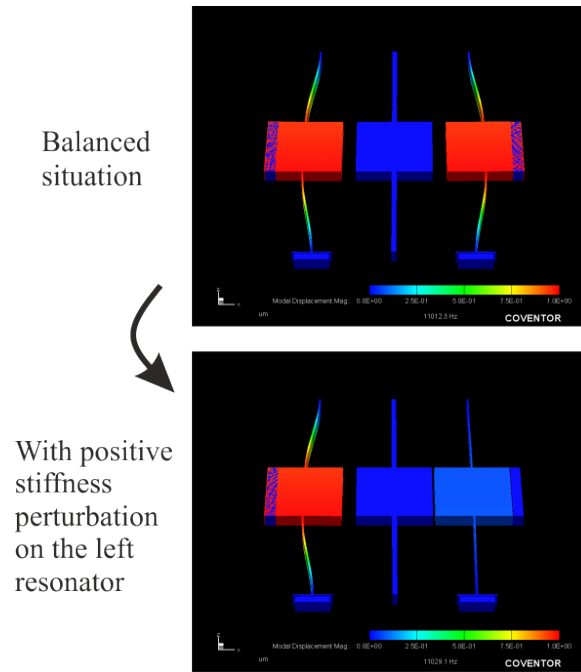 Balanced
situation
Modal Displacement Mag.: 0.0E+00 2.5E-01 5.0E-01 7.5E-01 1.0E+00
um
11012.3 Hz
COVENTOR
With positive
stiffness
perturbation
on the left
resonator
Modal Displacement Mag.: 0.0E+00 2.5E-01 5.0E-01 7.5E-01 1.0E+00
um
11029.1 Hz
COVENTOR